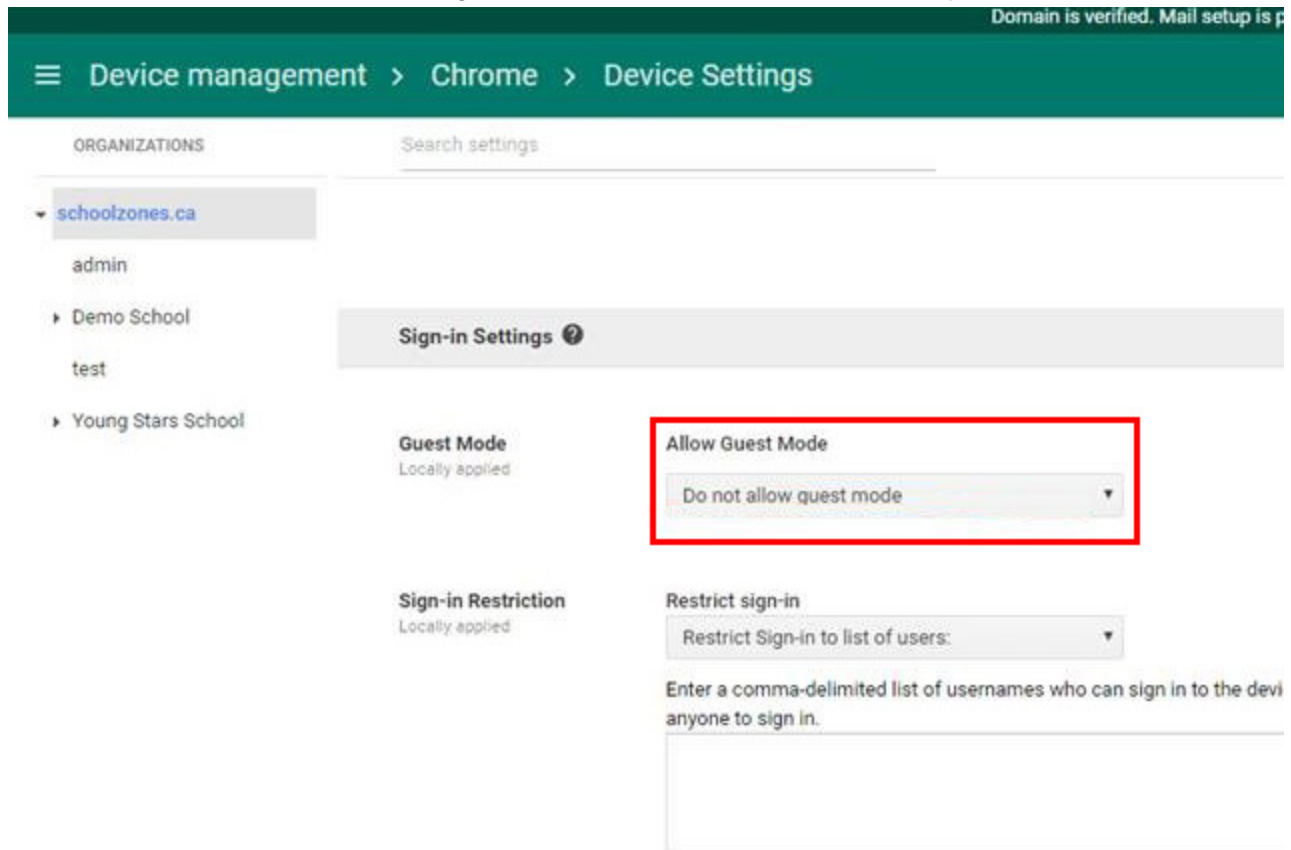 Domain is verified. Mail setup is p
Device management > Chrome > Device Settings
ORGANIZATIONS
Search settings
schoolzones.ca
admin
Demo School
test
Young Stars School
Sign-in Settings
Guest Mode
Locally applied
Allow Guest Mode
Do not allow guest mode
Sign-in Restriction
Locally applied
Restrict sign-in
Restrict Sign-in to list of users:
Enter a comma-delimited list of usernames who can sign in to the devi
anyone to sign in.